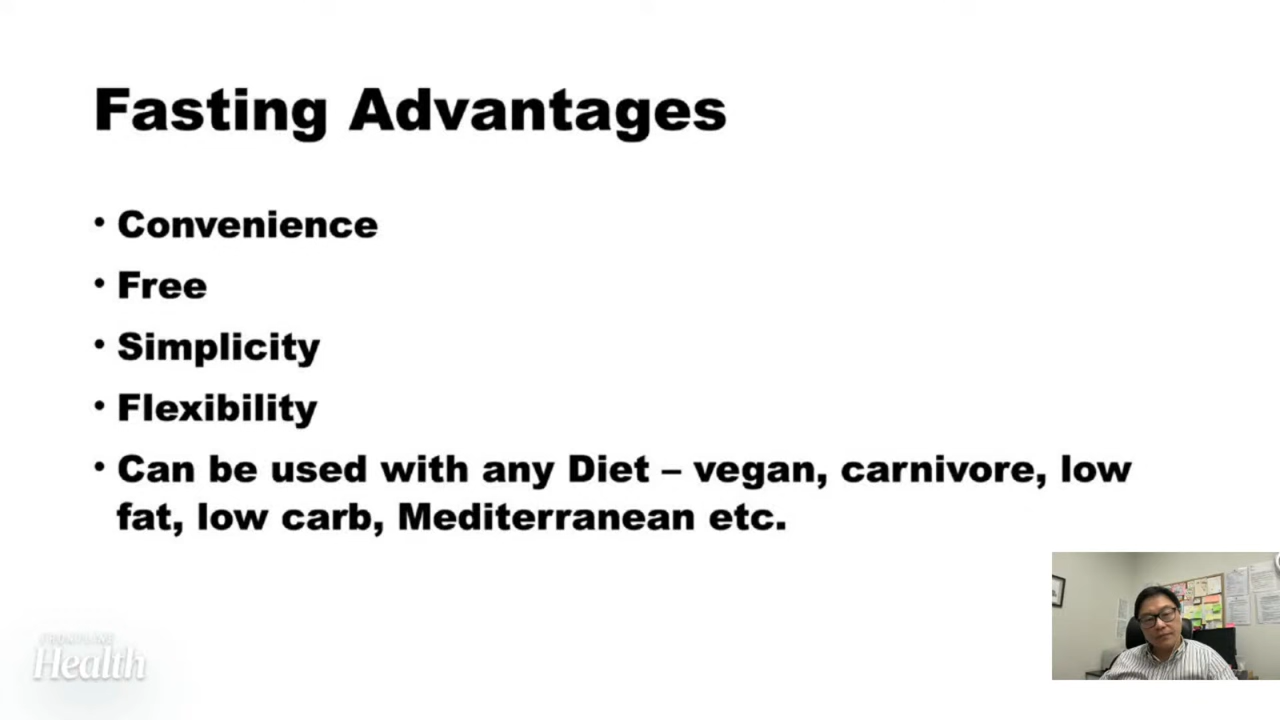 Fasting Advantages
• Convenience
• Free
• Simplicity
• Flexibility
• Can be used with any Diet – vegan, carnivore, low
fat, low carb, Mediterranean etc.
Health